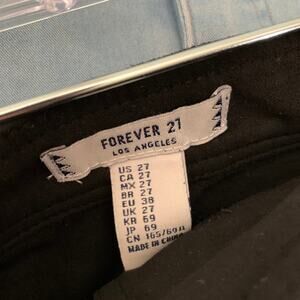 FOREVER 21
LOS ANGELES
US 27
CA 27
MX 27
BR 27
EU 38
UK 27
KR 69
JP 69
CN 165/69A
MADE IN CHINA